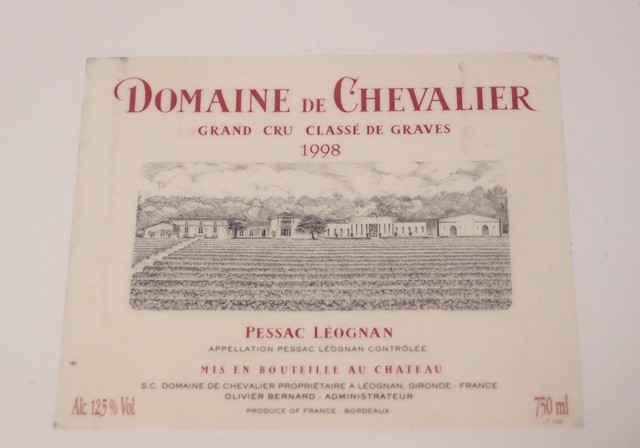 DOMAINE DE CHEVALIER
GRAND CRU CLASSÉ DE GRAVES
1998
PESSAC LÉOGNAN
APPELLATION PESSAC LÉOGNAN CONTRÔLÉE
MIS EN BOUTEILLE AU CHATEAU
S.C. DOMAINE DE CHEVALIER PROPRIÉTAIRE À LÉOGNAN, GIRONDE - FRANCE
OLIVIER BERNARD - ADMINISTRATEUR
Alc 12,5 % Vol.
PRODUCE OF FRANCE - BORDEAUX
750 ml